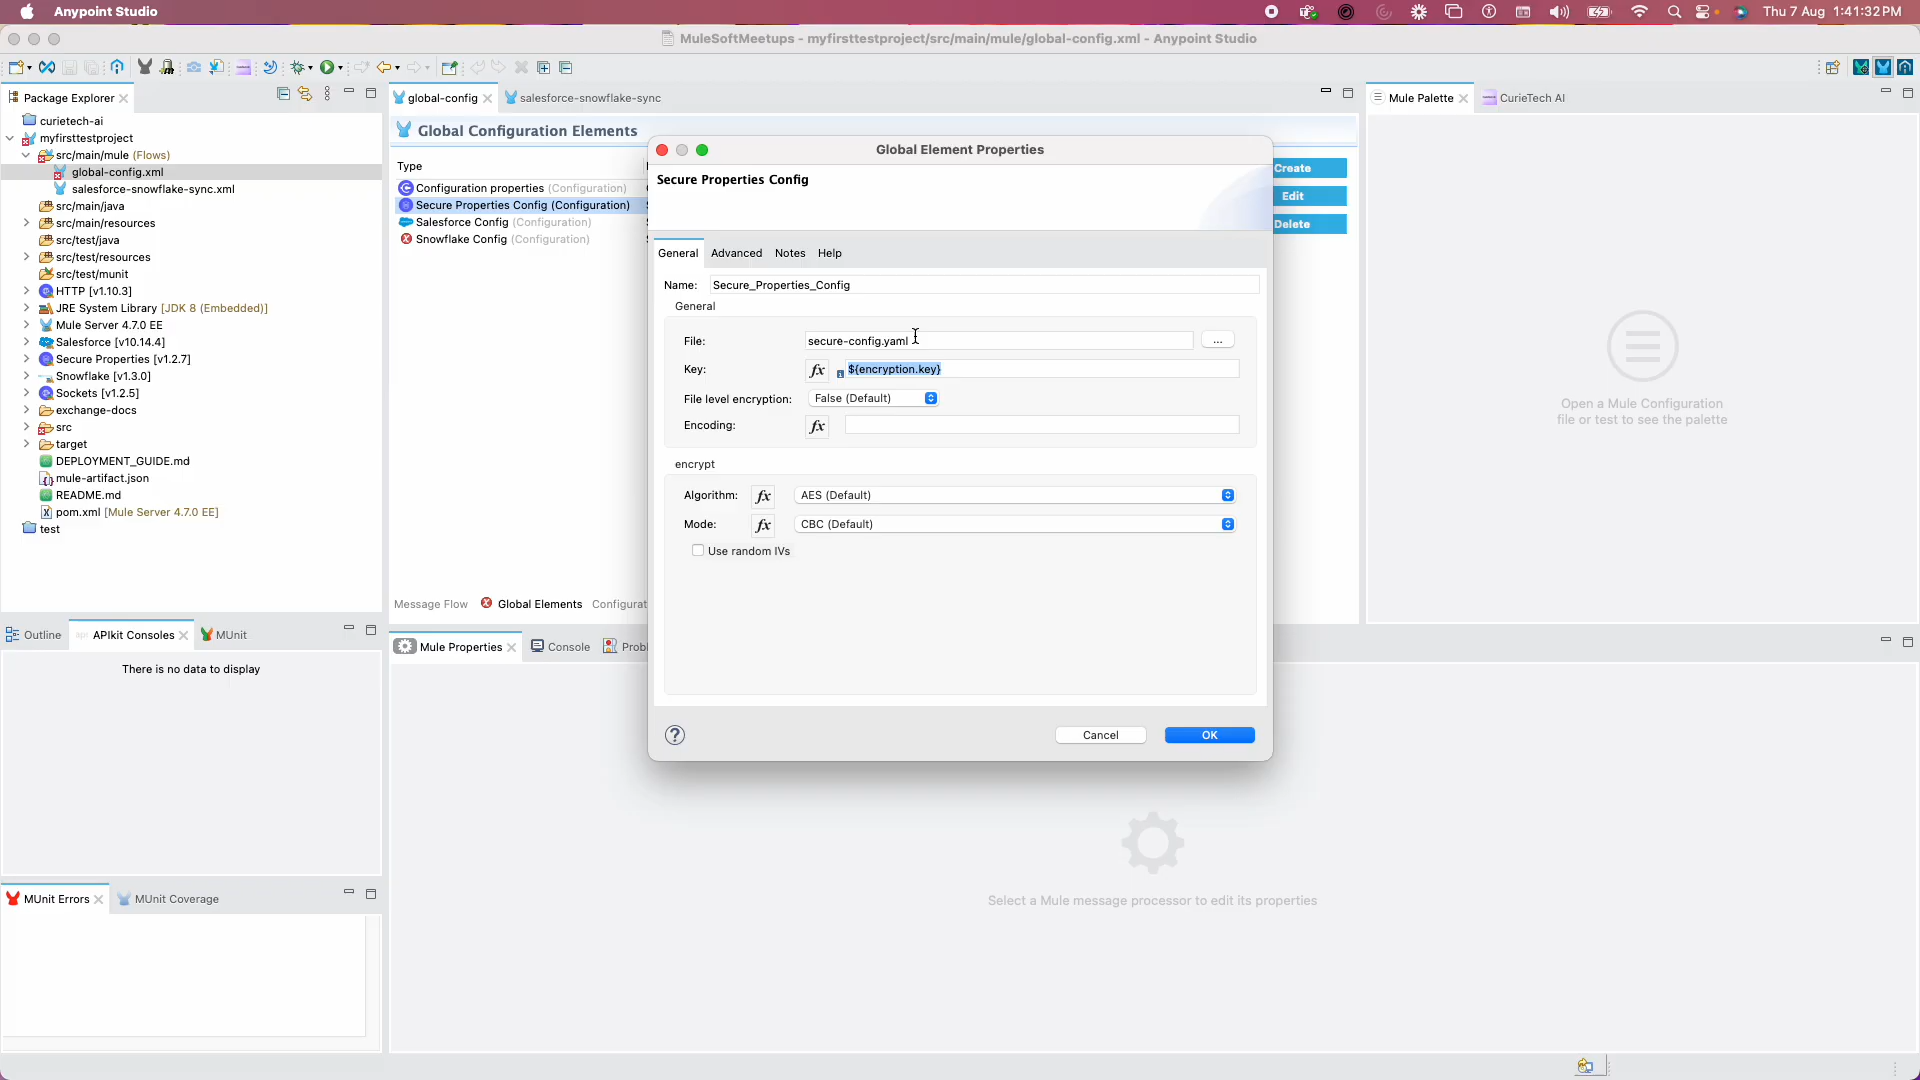 Anypoint Studio
Thu 7 Aug 1:41:32 PM
MuleSoftMeetups - myfirsttestproject/src/main/mule/global-config.xml - Anypoint Studio
Package Explorer
global-config
salesforce-snowflake-sync
Mule Palette
CurieTech AI
curietech-ai
myfirsttestproject
src/main/mule (Flows)
global-config.xml
salesforce-snowflake-sync.xml
src/main/java
src/main/resources
src/test/java
src/test/resources
src/test/munit
HTTP [v1.10.3]
JRE System Library [JDK 8 (Embedded)]
Mule Server 4.7.0 EE
Salesforce [v10.14.4]
Secure Properties [v1.2.7]
Snowflake [v1.3.0]
Sockets [v1.2.5]
exchange-docs
src
target
DEPLOYMENT_GUIDE.md
mule-artifact.json
README.md
pom.xml [Mule Server 4.7.0 EE]
test
Global Configuration Elements
Type
Configuration properties (Configuration)
Secure Properties Config (Configuration)
Salesforce Config (Configuration)
Snowflake Config (Configuration)
Create
Edit
Delete
Message Flow
Global Elements
Configurat
Global Element Properties
Secure Properties Config
General
Advanced
Notes
Help
Name: Secure_Properties_Config
General
File: secure-config.yaml
...
Key: fx ${encryption.key}
File level encryption: False (Default)
Encoding: fx
encrypt
Algorithm: fx AES (Default)
Mode: fx CBC (Default)
Use random IVs
?
Cancel
OK
Open a Mule Configuration
file or test to see the palette
Outline
APIkit Consoles
MUnit
There is no data to display
Mule Properties
Console
Probl
Select a Mule message processor to edit its properties
MUnit Errors
MUnit Coverage